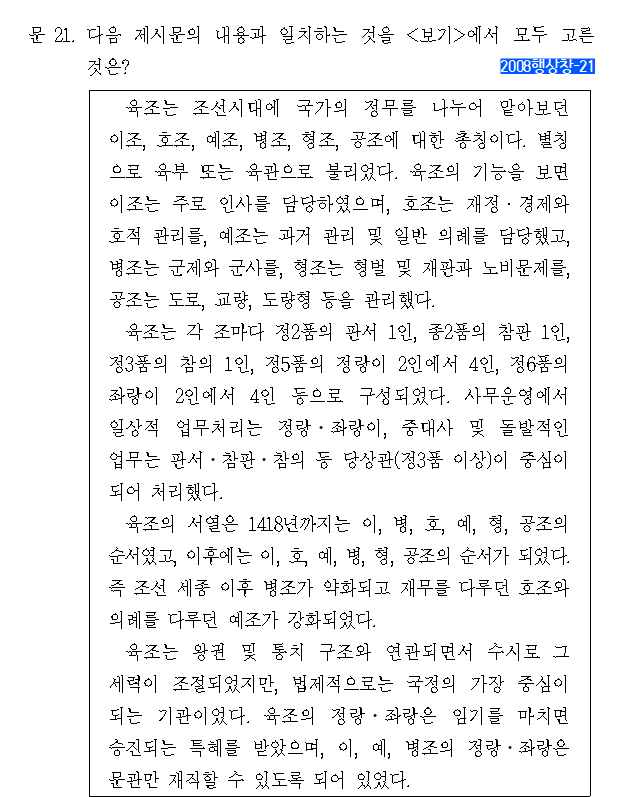 문 21. 다음 제시문의 내용과 일치하는 것을 <보기>에서 모두 고른
것은?
2008행상창-21
육조는 조선시대에 국가의 정무를 나누어 맡아보던
이조, 호조, 예조, 병조, 형조, 공조에 대한 총칭이다. 별칭
으로 육부 또는 육관으로 불리었다. 육조의 기능을 보면
이조는 주로 인사를 담당하였으며, 호조는 재정·경제와
호적 관리를, 예조는 과거 관리 및 일반 의례를 담당했고,
병조는 군제와 군사를, 형조는 형벌 및 재판과 노비문제를,
공조는 도로, 교량, 도량형 등을 관리했다.
육조는 각 조마다 정2품의 판서 1인, 종2품의 참판 1인,
정3품의 참의 1인, 정5품의 정랑이 2인에서 4인, 정6품의
좌랑이 2인에서 4인 등으로 구성되었다. 사무운영에서
일상적 업무처리는 정랑·좌랑이, 중대사 및 돌발적인
업무는 판서·참판·참의 등 당상관(정3품 이상)이 중심이
되어 처리했다.
육조의 서열은 1418년까지는 이, 병, 호, 예, 형, 공조의
순서였고, 이후에는 이, 호, 예, 병, 형, 공조의 순서가 되었다.
즉 조선 세종 이후 병조가 약화되고 재무를 다루던 호조와
의례를 다루던 예조가 강화되었다.
육조는 왕권 및 통치 구조와 연관되면서 수시로 그
세력이 조절되었지만, 법제적으로는 국정의 가장 중심이
되는 기관이었다. 육조의 정랑·좌랑은 임기를 마치면
승진되는 특혜를 받았으며, 이, 예, 병조의 정랑·좌랑은
문관만 재직할 수 있도록 되어 있었다.